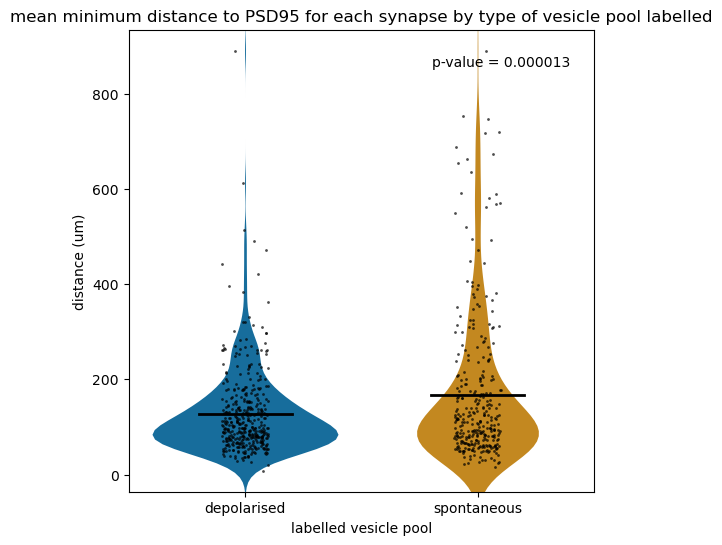 mean minimum distance to PSD95 for each synapse by type of vesicle pool labelled
p-value = 0.000013
800
600
400
200
0
distance (um)
depolarised
spontaneous
labelled vesicle pool